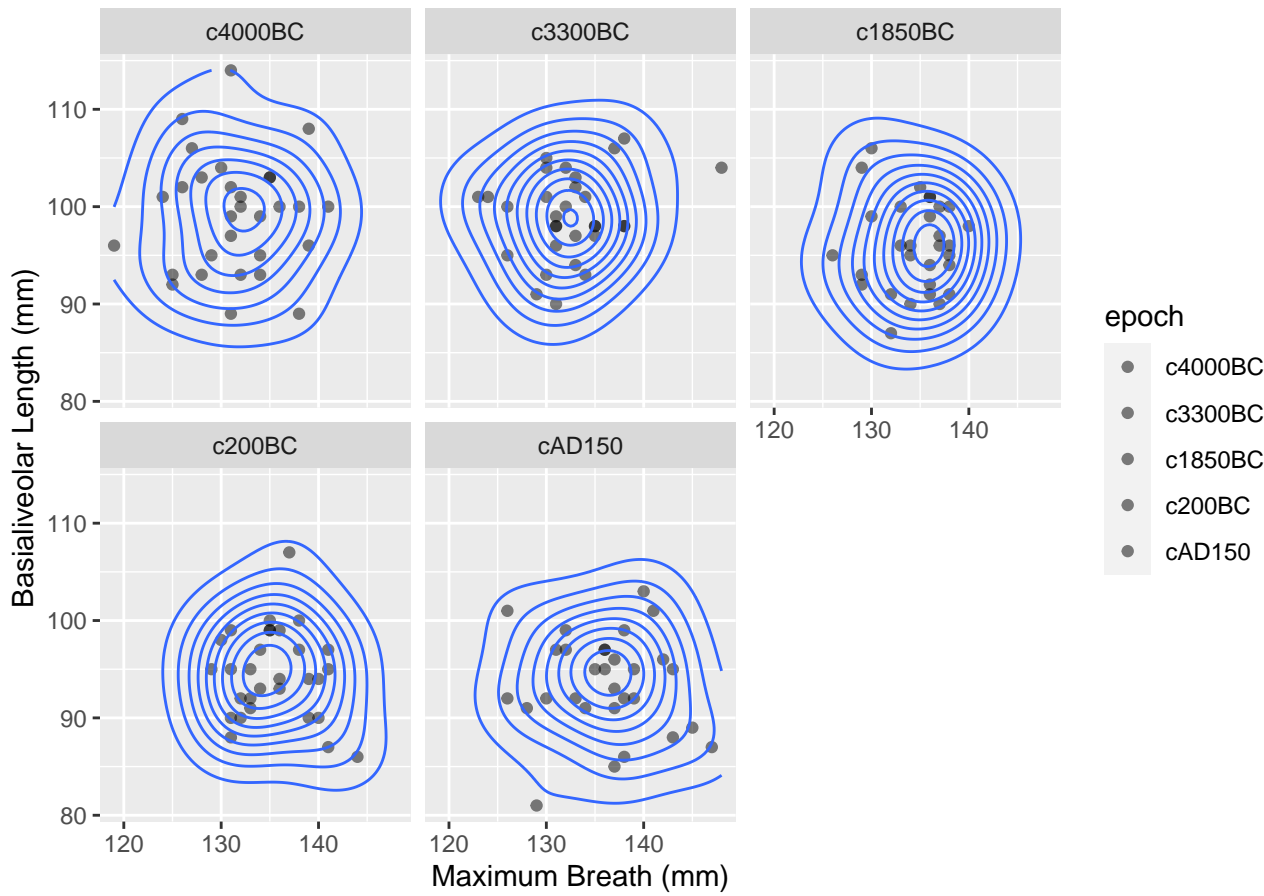 c4000BC
c3300BC
c1850BC
110
100
90
80
120
130
140
c200BC
cAD150
110
100
90
80
120
130
140
120
130
140
Basialiveolar Length (mm)
Maximum Breath (mm)
epoch
c4000BC
c3300BC
c1850BC
c200BC
cAD150